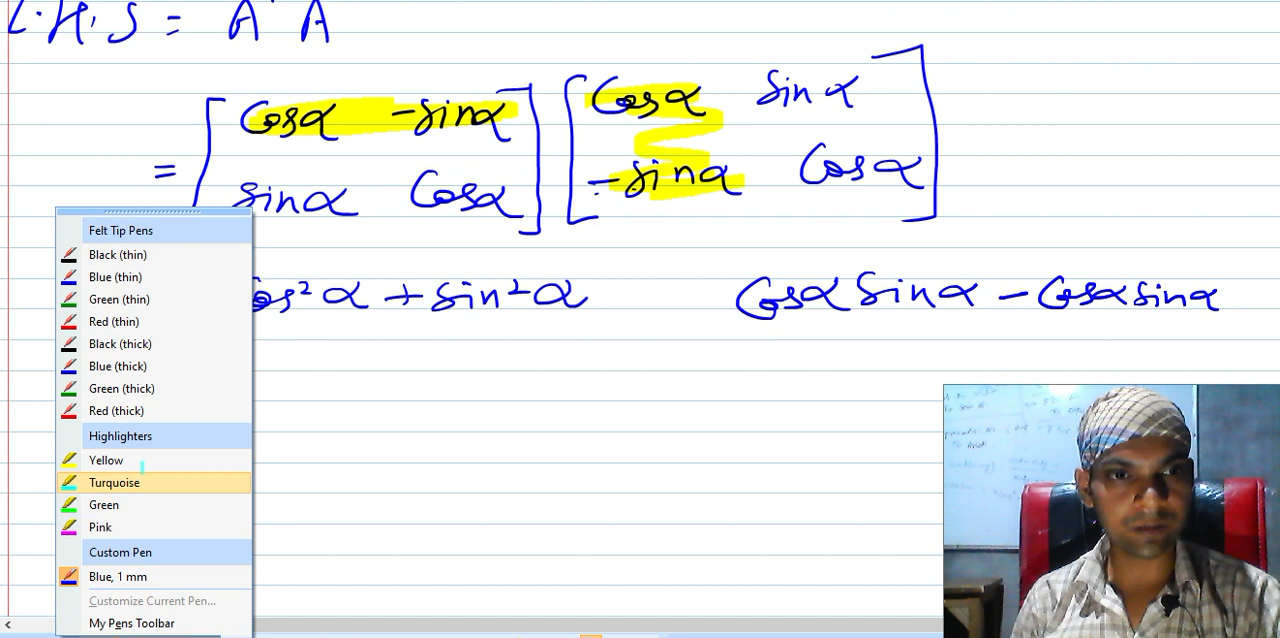 L.H.S = A' A
= [ Cosα -sinα ] [ Cosα sinα ]
[ sinα Cosα ] [ -sinα Cosα ]
Cos²α + sin²α Cosα Sinα - Cosα sinα
Felt Tip Pens
Black (thin)
Blue (thin)
Green (thin)
Red (thin)
Black (thick)
Blue (thick)
Green (thick)
Red (thick)
Highlighters
Yellow
Turquoise
Green
Pink
Custom Pen
Blue, 1 mm
Customize Current Pen...
My Pens Toolbar